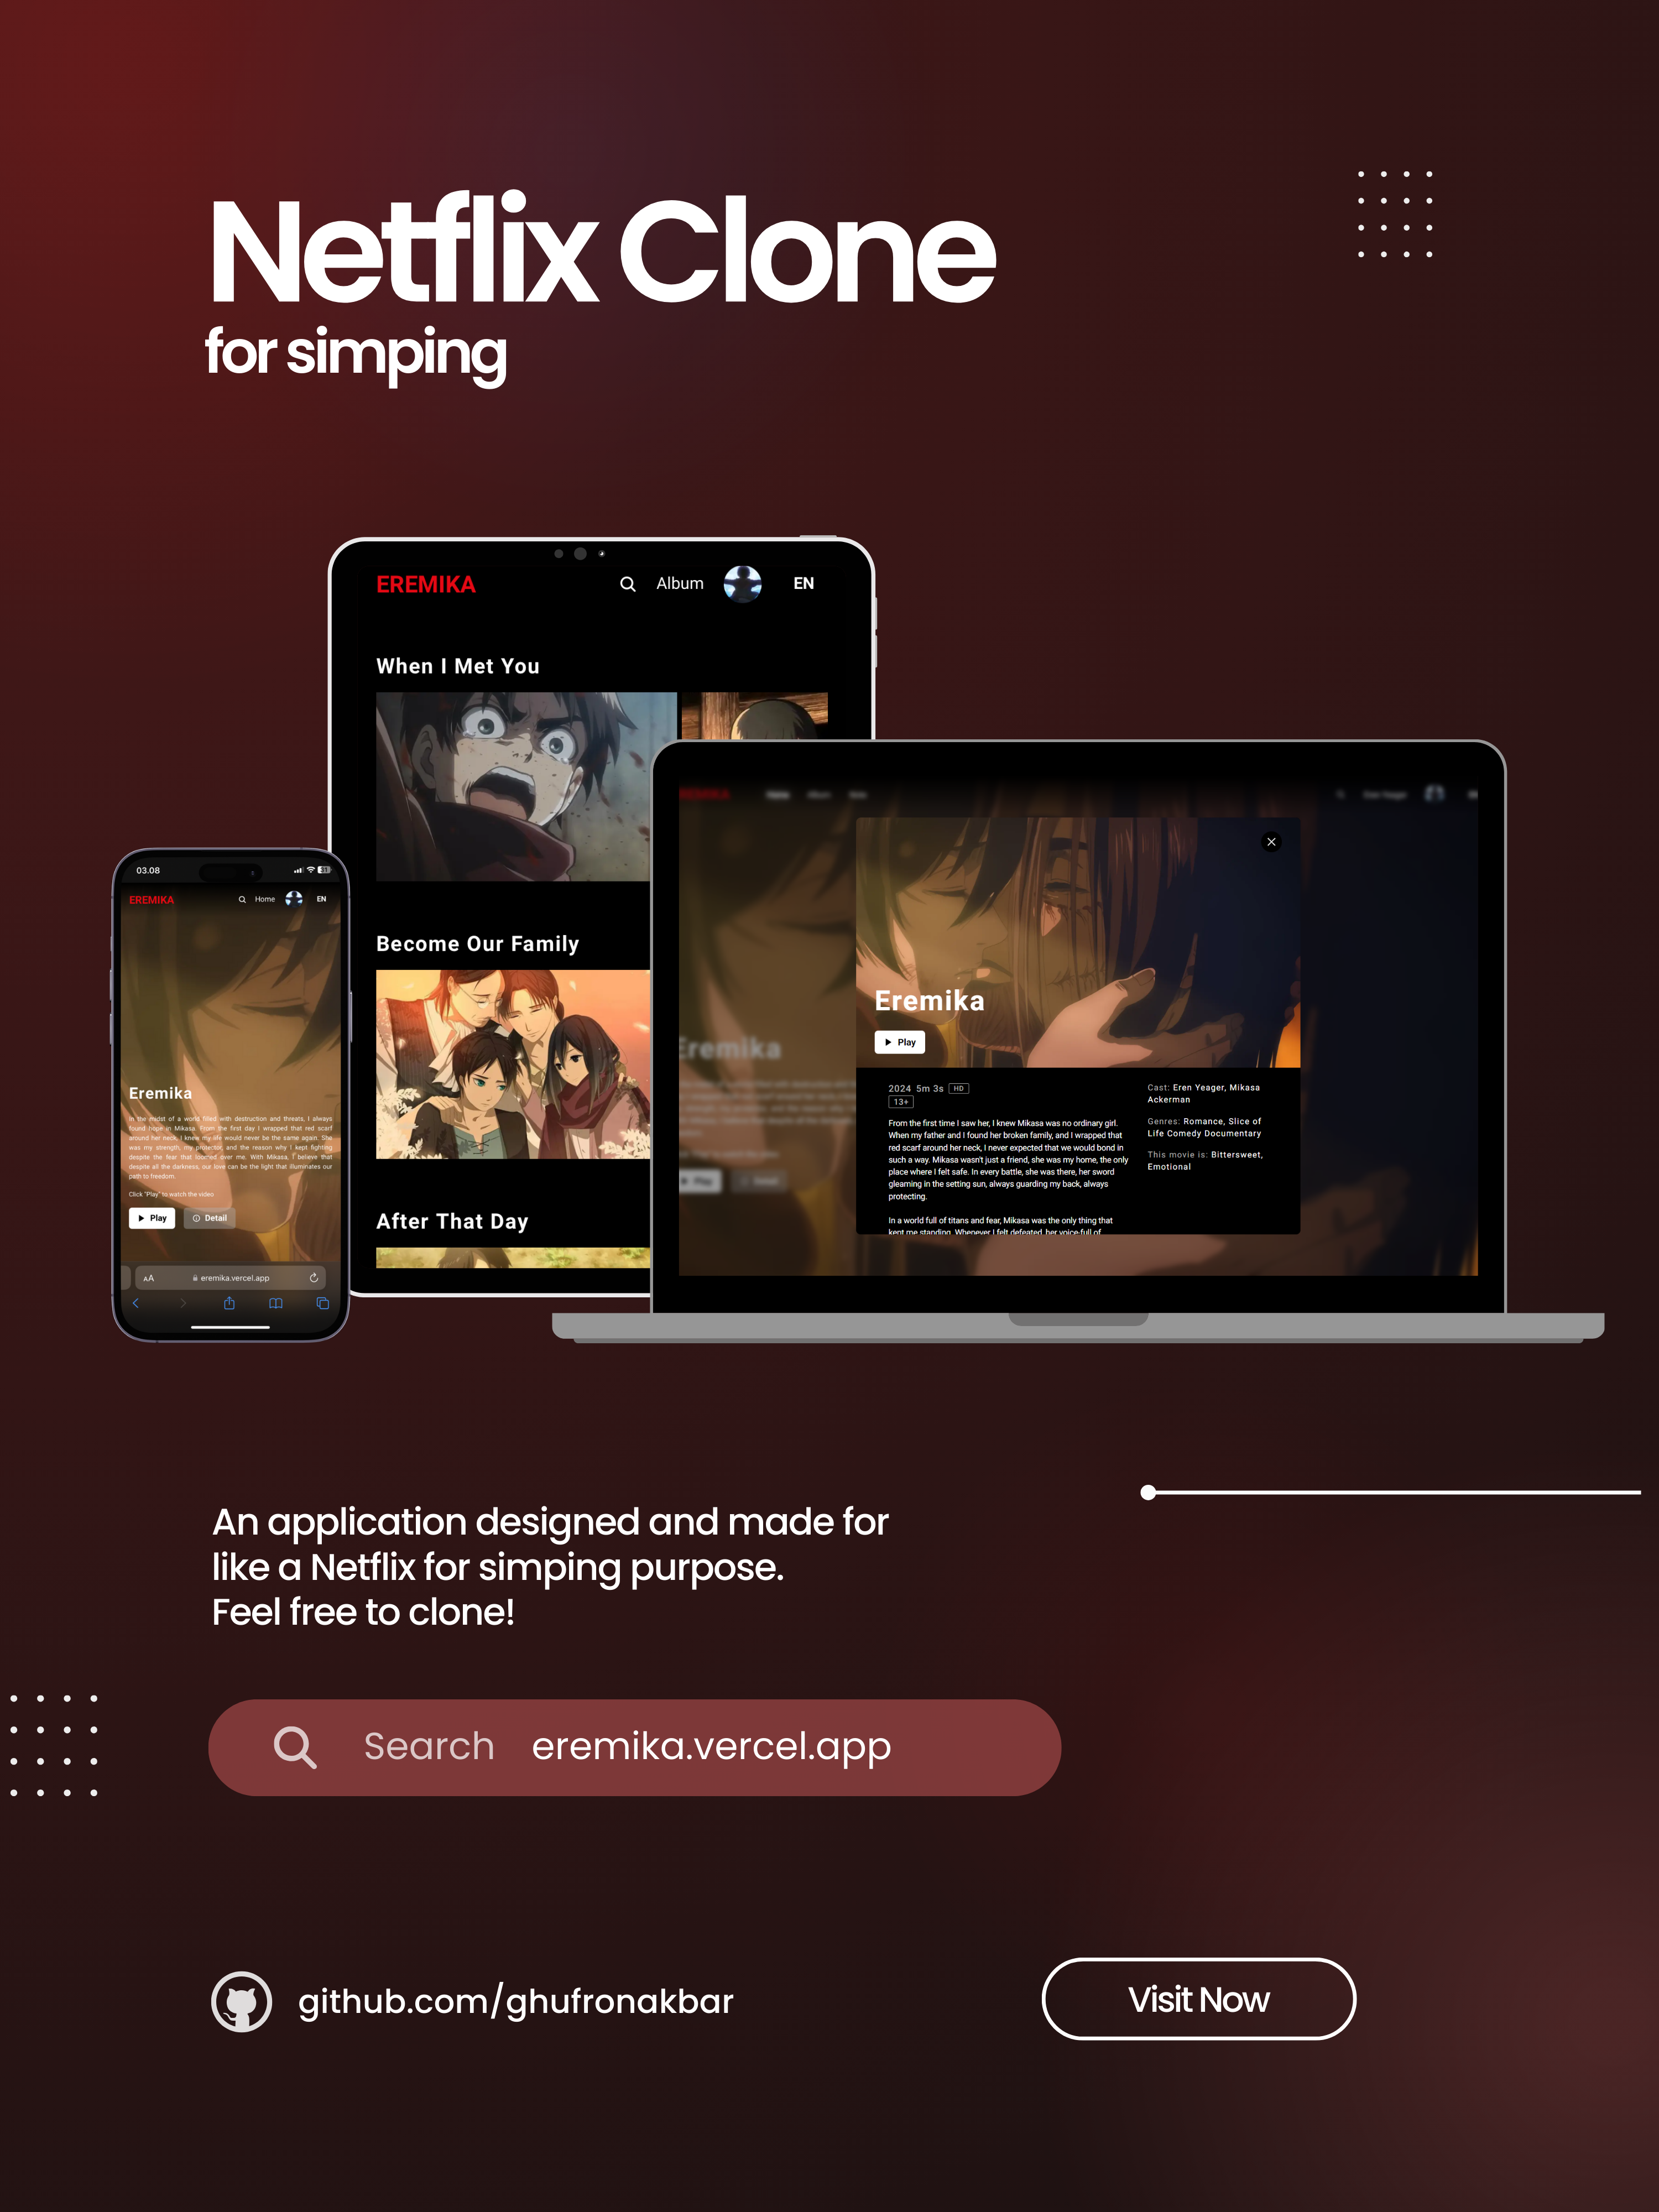 Netflix Clone
for simping
EREMIKA
Album
EN
When I Met You
Become Our Family
After That Day
03.08
31
EREMIKA
Home
EN
Eremika
In the midst of a world filled with destruction and threats, I always
found hope in Mikasa. From the first day I wrapped that red scarf
around her neck, I knew my life would never be the same again. She
was my strength, my protector, and the reason why I kept fighting
despite the fear that loomed over me. With Mikasa, I believe that
despite all the darkness, our love can be the light that illuminates our
path to freedom.
Click "Play" to watch the video
Play
Detail
AA
eremika.vercel.app
Home
Album
Eren Yeager
Eremika
Play
Detail
Eremika
Play
2024 5m 3s HD
13+
From the first time I saw her, I knew Mikasa was no ordinary girl.
When my father and I found her broken family, and I wrapped that
red scarf around her neck, I never expected that we would bond in
such a way. Mikasa wasn't just a friend, she was my home, the only
place where I felt safe. In every battle, she was there, her sword
gleaming in the setting sun, always guarding my back, always
protecting.
In a world full of titans and fear, Mikasa was the only thing that
kept me standing. Whenever I felt defeated, her voice-full of
Cast: Eren Yeager, Mikasa
Ackerman
Genres: Romance, Slice of
Life Comedy Documentary
This movie is: Bittersweet,
Emotional
An application designed and made for
like a Netflix for simping purpose.
Feel free to clone!
Search eremika.vercel.app
github.com/ghufronakbar
Visit Now